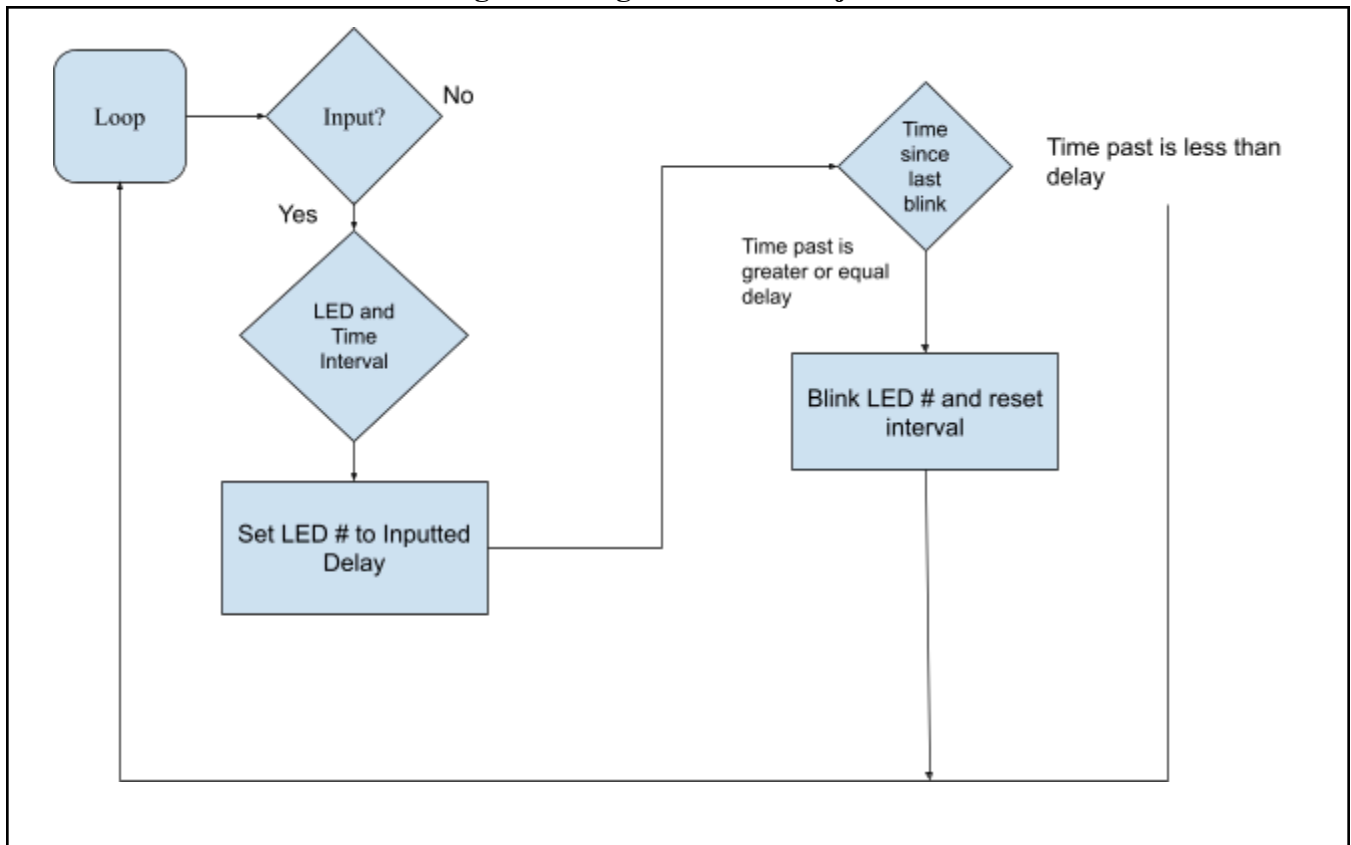 Loop
Input?
No
Yes
LED and
Time
Interval
Set LED # to Inputted
Delay
Time
since
last
blink
Time past is less than
delay
Time past is
greater or equal
delay
Blink LED # and reset
interval